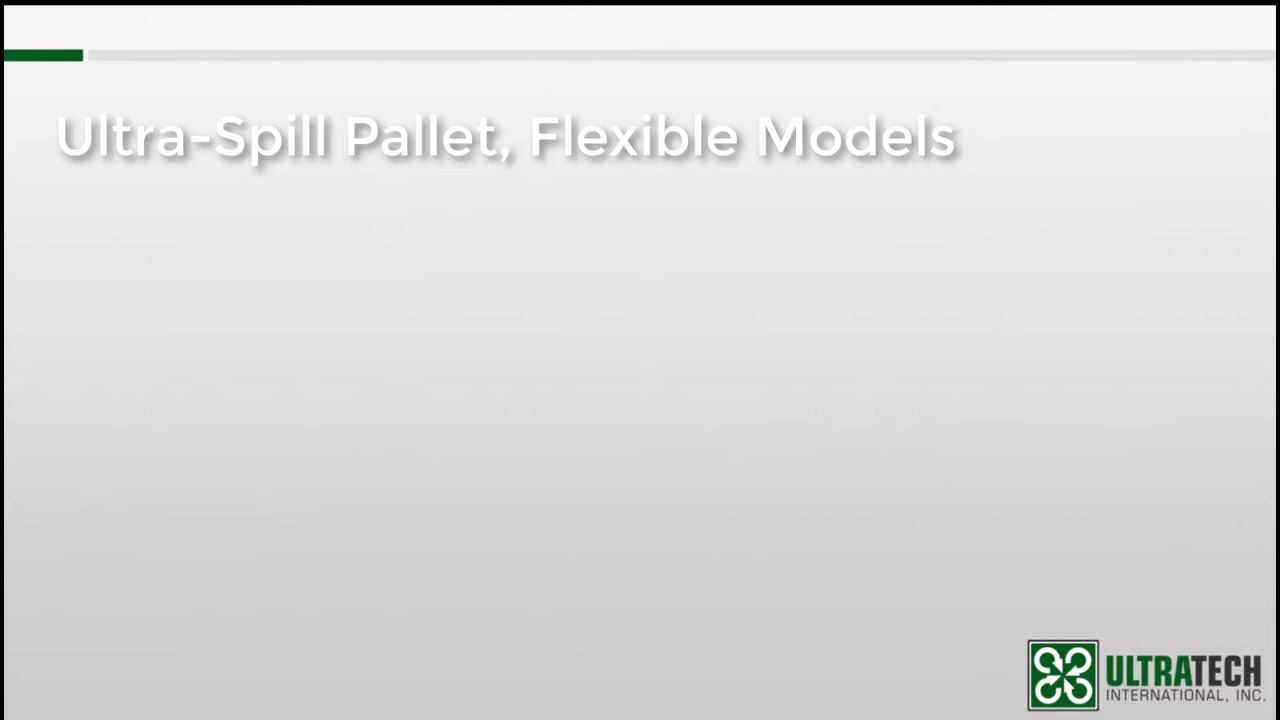 Ultra-Spill Pallet, Flexible Models
ULTRATECH
INTERNATIONAL, INC.